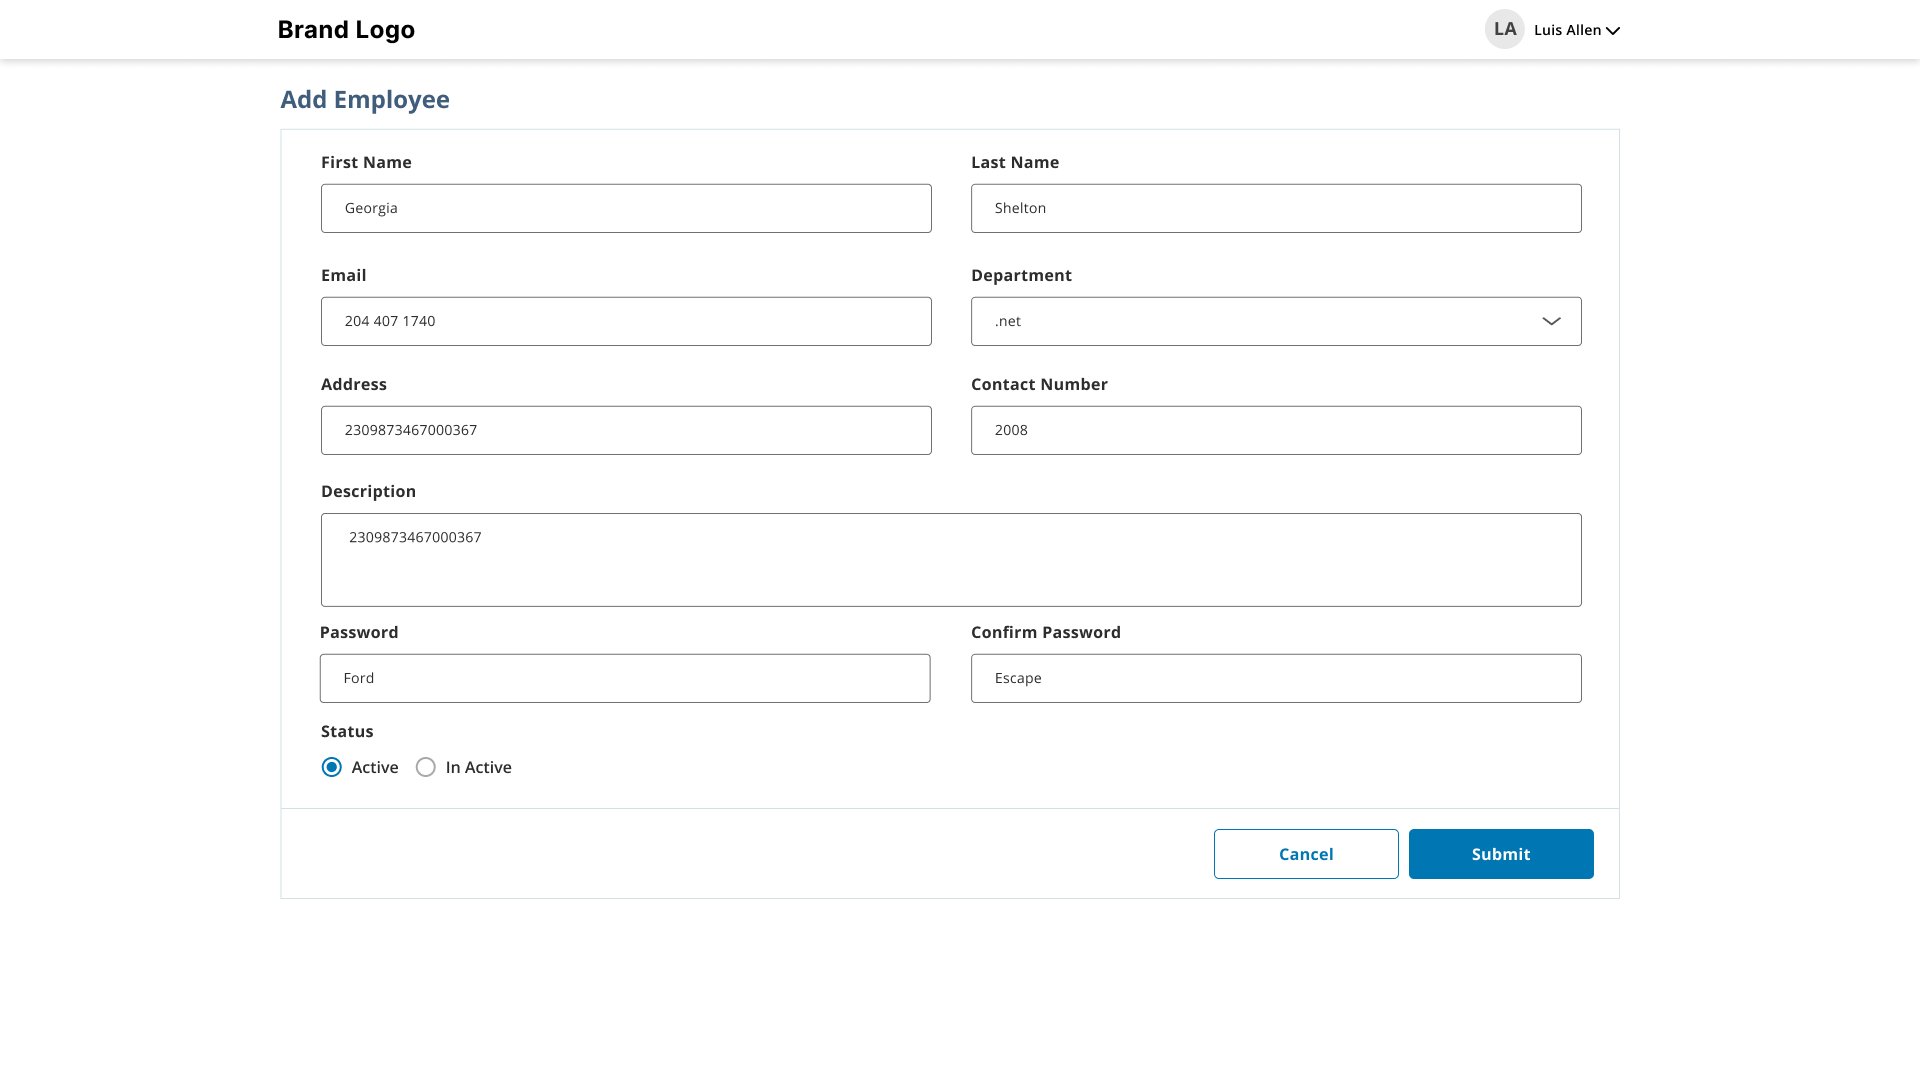 Brand Logo
LA Luis Allen
Add Employee
First Name
Georgia
Last Name
Shelton
Email
204 407 1740
Department
.net
Address
2309873467000367
Contact Number
2008
Description
2309873467000367
Password
Ford
Confirm Password
Escape
Status
Active In Active
Cancel Submit